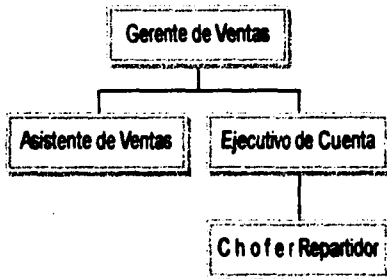 Gerente de Ventas
Asistente de Ventas
Ejecutivo de Cuenta
Chofer Repartidor